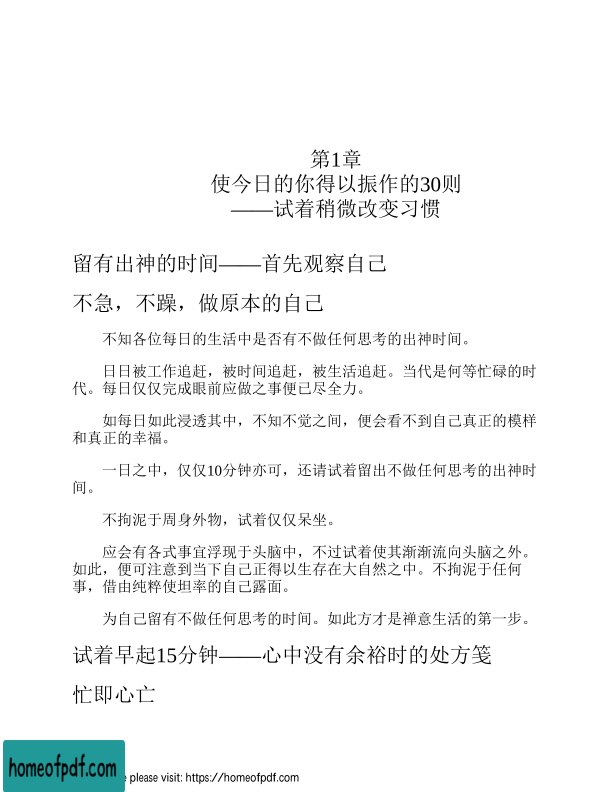 第1章
使今日的你得以振作的30则
——试着稍微改变习惯
留有出神的时间——首先观察自己
不急，不躁，做原本的自己
不知各位每日的生活中是否有不做任何思考的出神时间。
日日被工作追赶，被时间追赶，被生活追赶。当代是何等忙碌的时
代。每日仅仅完成眼前应做之事便已尽全力。
如每日如此浸透其中，不知不觉之间，便会看不到自己真正的模样
和真正的幸福。
一日之中，仅仅10分钟亦可，还请试着留出不做任何思考的出神时
间。
不拘泥于周身外物，试着仅仅呆坐。
应会有各式事宜浮现于头脑中，不过试着使其渐渐流向头脑之外。
如此，便可注意到当下自己正得以生存在大自然之中。不拘泥于任何
事，借由纯粹使坦率的自己露面。
为自己留有不做任何思考的时间。如此方才是禅意生活的第一步。
试着早起15分钟——心中没有余裕时的处方笺
忙即心亡
homeofpdf.com
e please visit: https://homeofpdf.com